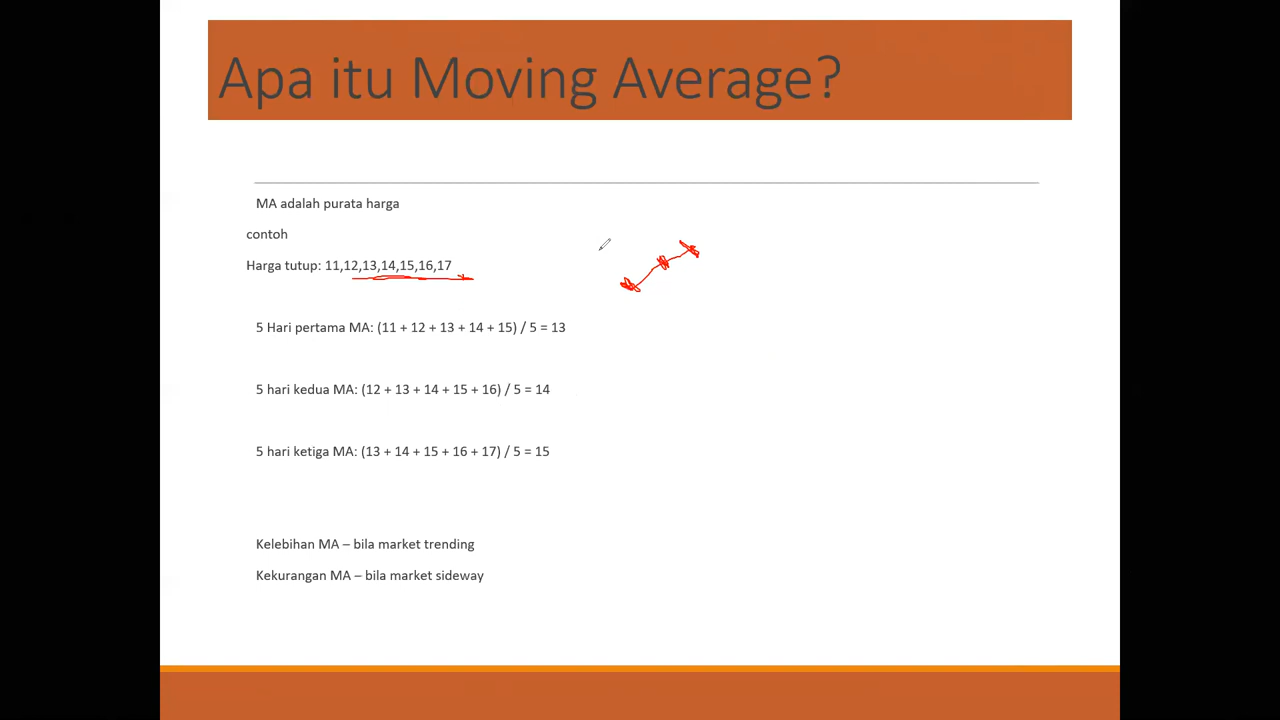 Apa itu Moving Average?
MA adalah purata harga
contoh
Harga tutup: 11,12,13,14,15,16,17
5 Hari pertama MA: (11 + 12 + 13 + 14 + 15) / 5 = 13
5 hari kedua MA: (12 + 13 + 14 + 15 + 16) / 5 = 14
5 hari ketiga MA: (13 + 14 + 15 + 16 + 17) / 5 = 15
Kelebihan MA – bila market trending
Kekurangan MA – bila market sideway